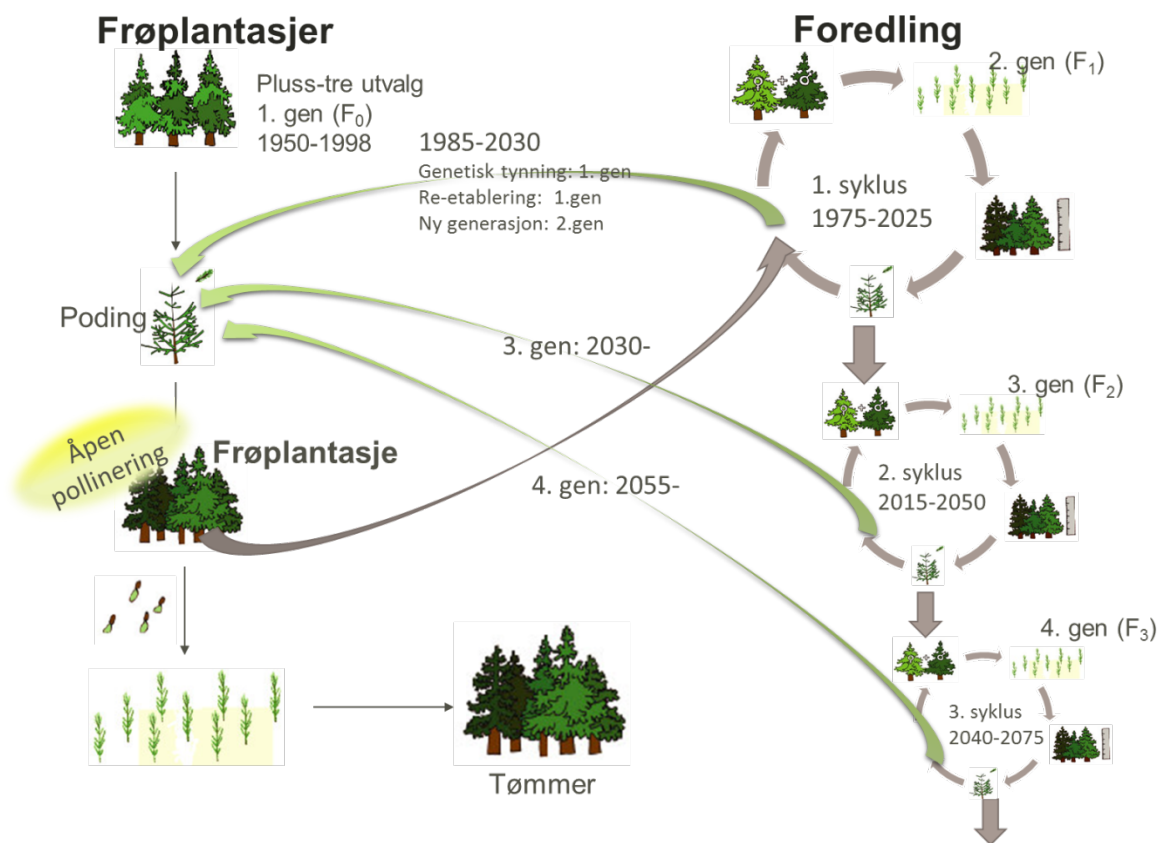 Frøplantasjer
Pluss-tre utvalg
1. gen (F₀)
1950-1998
1985-2030
Genetisk tynning: 1. gen
Re-etablering: 1.gen
Ny generasjon: 2.gen
Poding
Åpen
pollinering
Frøplantasje
Tømmer
3. gen: 2030-
4. gen: 2055-
Foredling
2. gen (F₁)
1. syklus
1975-2025
3. gen (F₂)
2. syklus
2015-2050
4. gen (F₃)
3. syklus
2040-2075